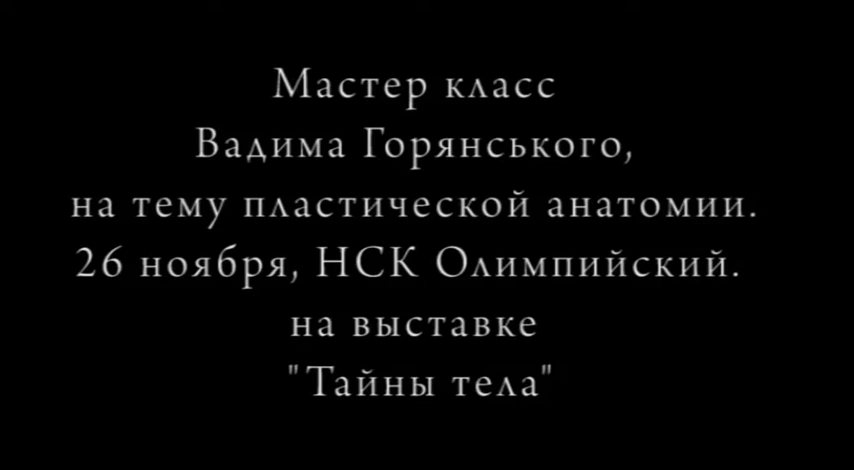 Мастер класс
Вадима Горянського,
на тему пластической анатомии.
26 ноября, НСК Олимпийский.
на выставке
"Тайны тела"